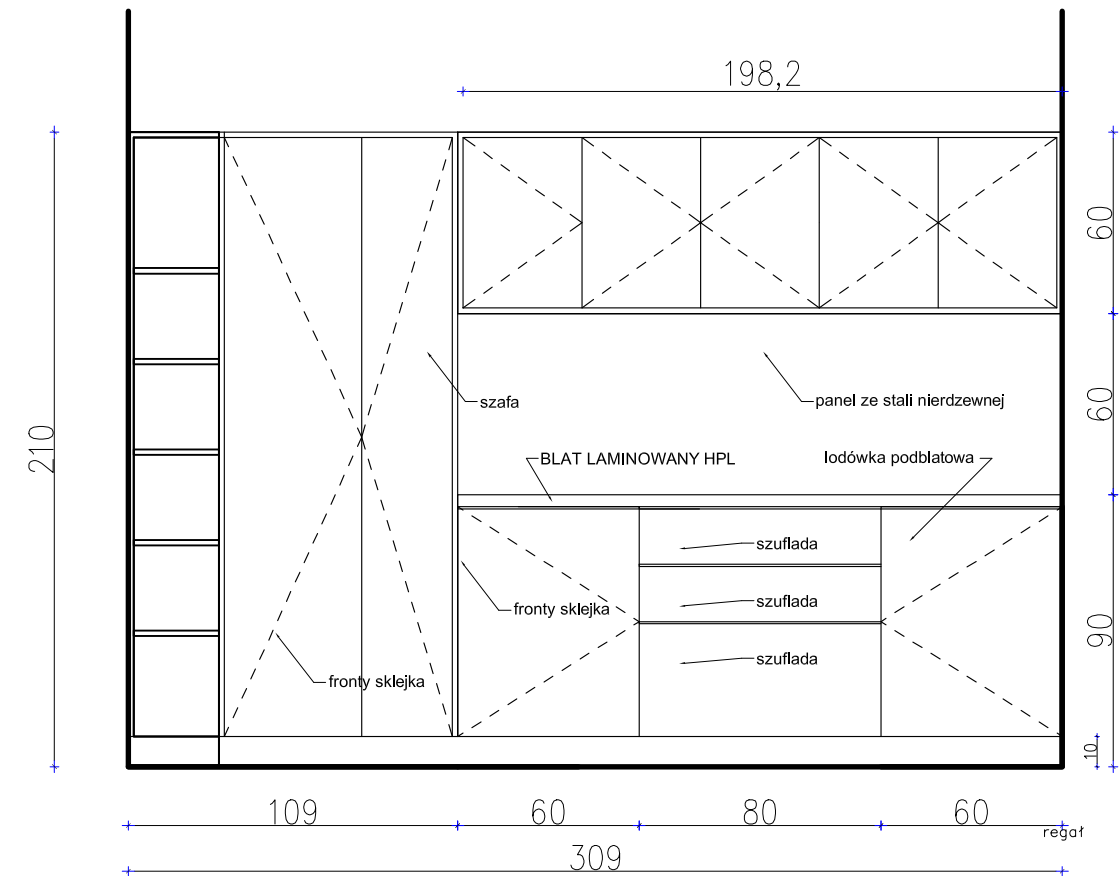 198,2
60
210
szafa
panel ze stali nierdzewnej
60
BLAT LAMINOWANY HPL
lodówka podblatowa
szuflada
fronty sklejka
szuflada
90
szuflada
fronty sklejka
10
109
60
80
60
regał
309